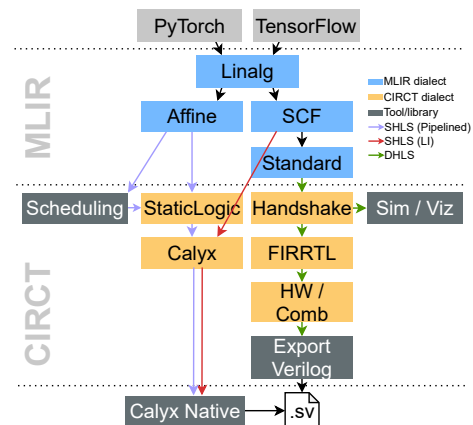 PyTorch TensorFlow
Linalg
MLIR
Affine SCF
Standard
MLIR dialect
CIRCT dialect
Tool/library
SHLS (Pipelined)
SHLS (LI)
DHLS
CIRCT
Scheduling StaticLogic Handshake Sim / Viz
Calyx FIRRTL
HW /
Comb
Export
Verilog
Calyx Native .sv